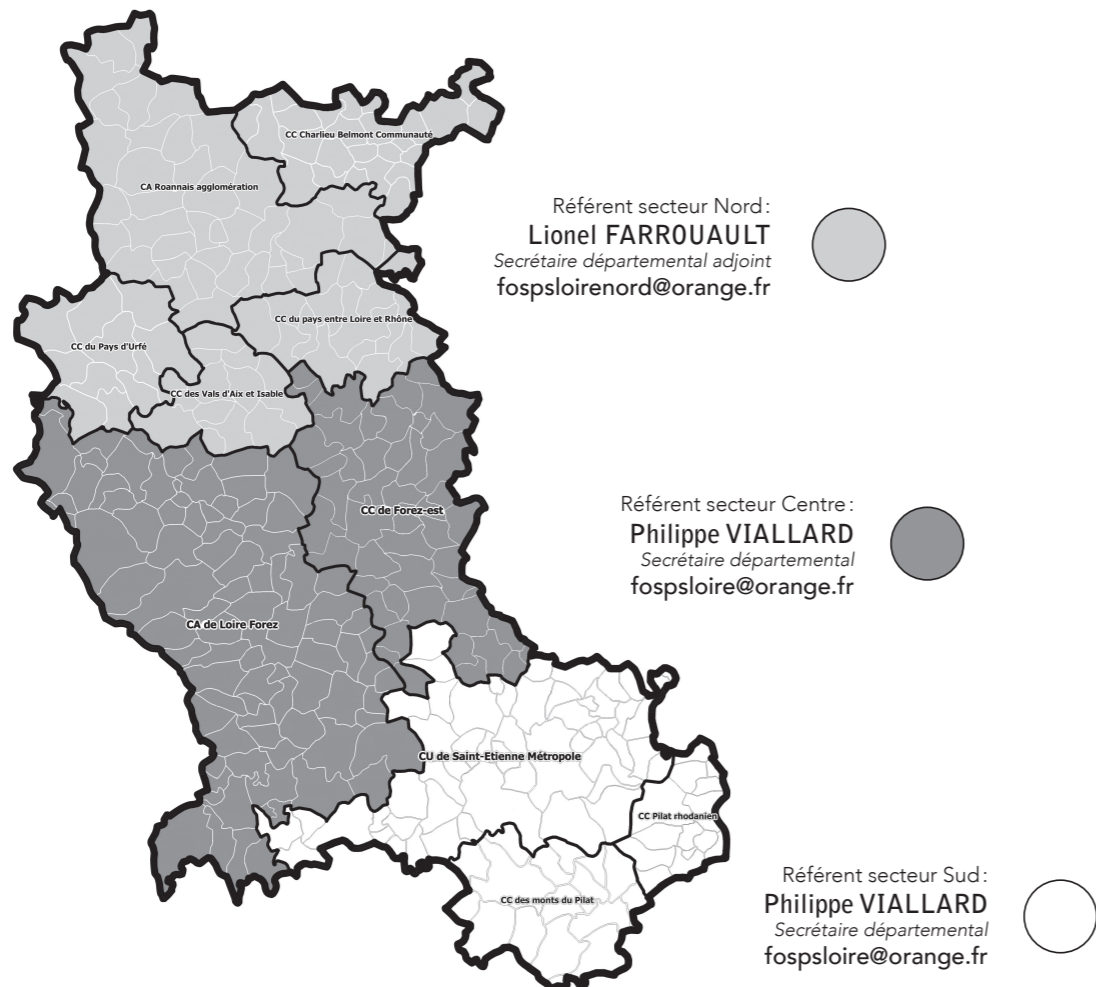 CC Charlieu Belmont Communauté
CA Roannais agglomération
Référent secteur Nord :
Lionel FARROUAULT
Secrétaire départemental adjoint
fospsloirenord@orange.fr
CC du pays entre Loire et Rhône
CC du Pays d'Urfé
CC des Vals d'Aix et Isable
CC de Forez-est
Référent secteur Centre :
Philippe VIALLARD
Secrétaire départemental
fospsloire@orange.fr
CA de Loire Forez
CU de Saint-Etienne Métropole
CC Pilat rhodanien
CC des monts du Pilat
Référent secteur Sud :
Philippe VIALLARD
Secrétaire départemental
fospsloire@orange.fr